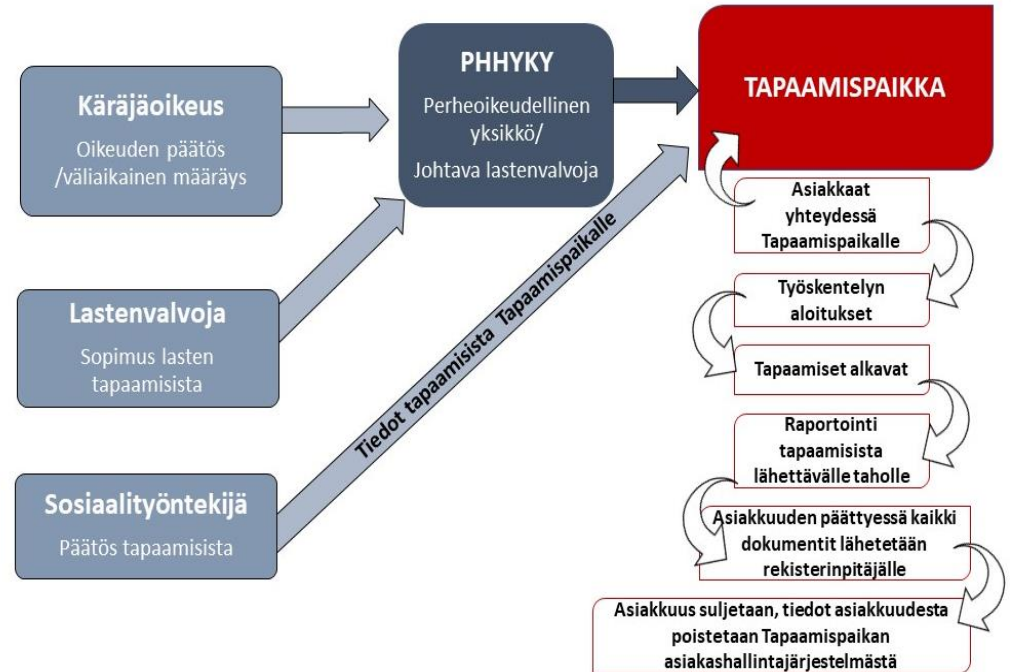 Käräjäoikeus
Oikeuden päätös
/väliaikainen määräys
Lastenvalvoja
Sopimus lasten
tapaamisista
Sosiaalityöntekijä
Päätös tapaamisista
PHHYKY
Perheoikeudellinen
yksikkö/
Johtava lastenvalvoja
Tiedot tapaamisista Tapaamispaikalle
TAPAAMISPAIKKA
Asiakkaat
yhteydessä
Tapaamispaikalle
Työskentelyn
aloitukset
Tapaamiset alkavat
Raportointi
tapaamisista
lähettävälle taholle
Asiakkuuden päättyessä kaikki
dokumentit lähetetään
rekisterinpitäjälle
Asiakkuus suljetaan, tiedot asiakkuudesta
poistetaan Tapaamispaikan
asiakashallintajärjestelmästä